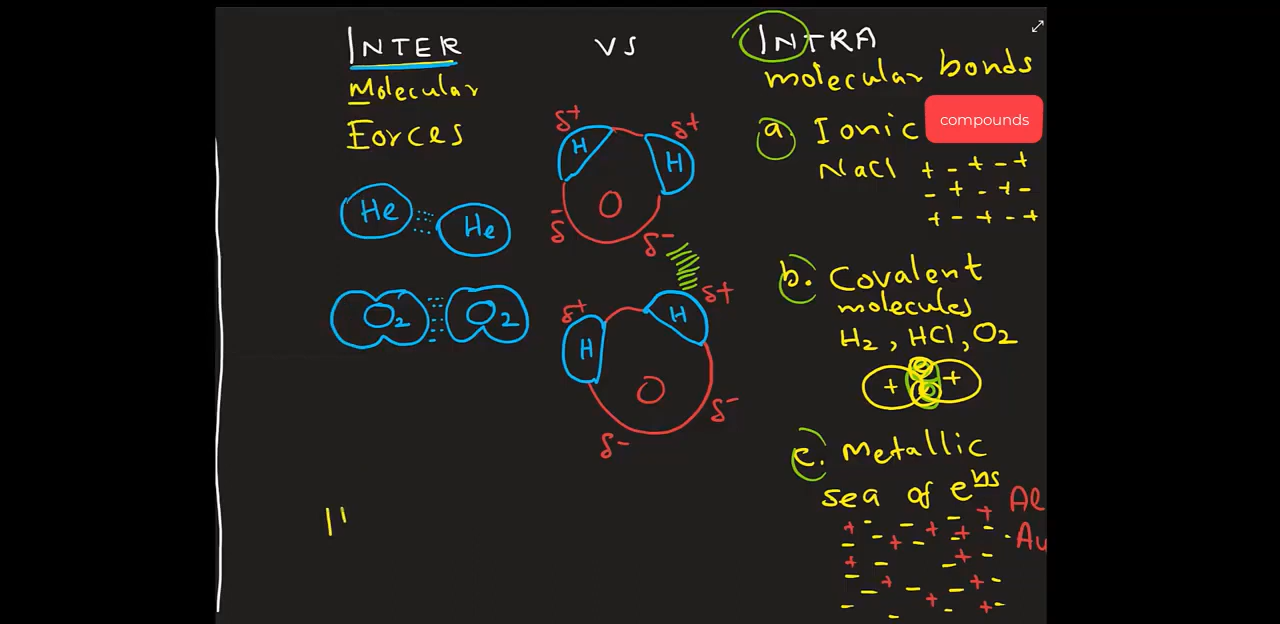 INTER VS INTRA
Molecular
Forces
He He
O2 O2
δ+ δ+
H H
O
δ- δ-
δ+ δ+
H H
O
δ- δ-
molecular bonds
a. Ionic compounds
NaCl + - + - +
- + - + -
+ - + - +
b. Covalent
molecules
H2, HCl, O2
+ e +
e
c. Metallic
sea of e ns
Al
Au